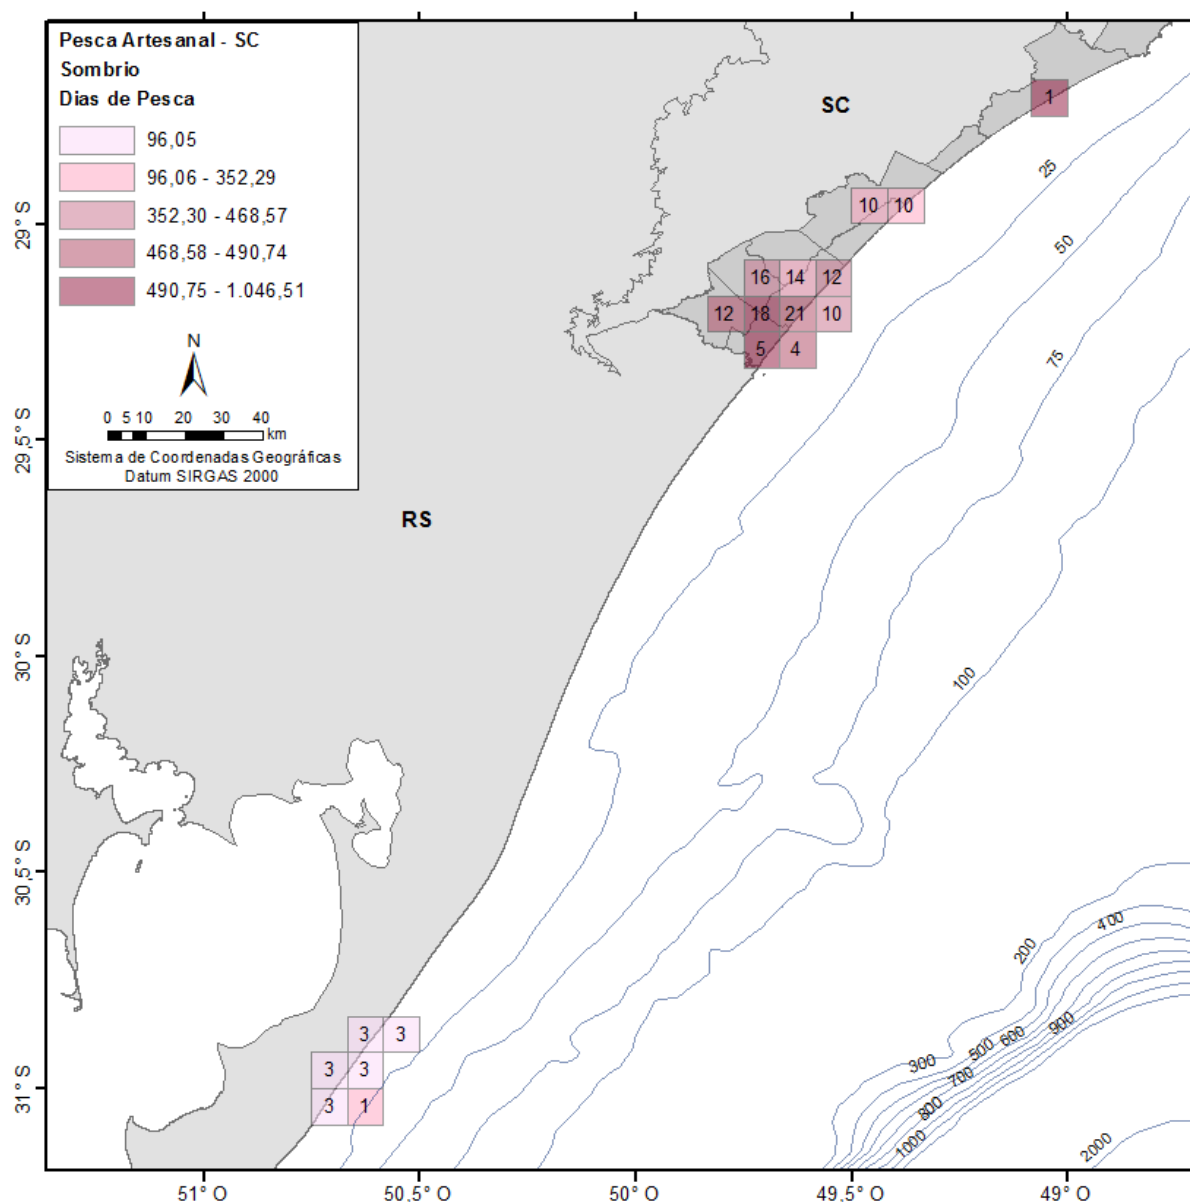 Pesca Artesanal - SC
Sombrio
Dias de Pesca
96,05
96,06 - 352,29
352,30 - 468,57
468,58 - 490,74
490,75 - 1.046,51
N
0 5 10 20 30 40
km
Sistema de Coordenadas Geográficas
Datum SIRGAS 2000
SC
RS
1
10 10
16 14 12
12 18 21 10
5 4
3 3
3 3
3 1
25
50
75
100
200
300
400
500
600
700
800
900
1000
2000
29° S
29,5° S
30° S
30,5° S
31° S
51° O 50,5° O 50° O 49,5° O 49° O